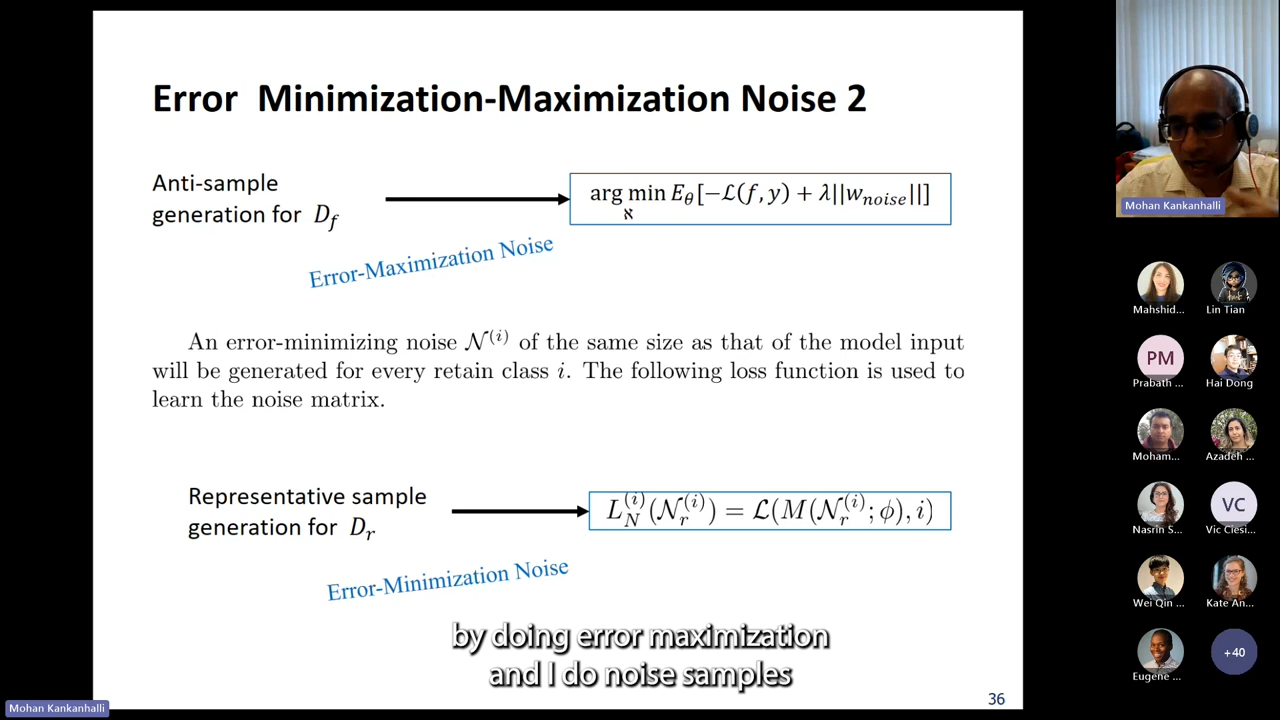 Error Minimization-Maximization Noise 2
Anti-sample
generation for D_f
arg min E_θ[−ℒ(f, y) + λ||w_noise||]
ℵ
Error-Maximization Noise
An error-minimizing noise 𝒩^(i) of the same size as that of the model input
will be generated for every retain class i. The following loss function is used to
learn the noise matrix.
Representative sample
generation for D_r
L_N^(i)(𝒩_r^(i)) = ℒ(M(𝒩_r^(i); ϕ), i)
Error-Minimization Noise
by doing error maximization
and I do noise samples
36
Mohan Kankanhalli
Mohan Kankanhalli
Mahshid...
Lin Tian
PM
Prabath ...
Hai Dong
Moham...
Azadeh ...
Nasrin S...
VC
Vic Ciesi...
Wei Qin ...
Kate An...
Eugene ...
+40